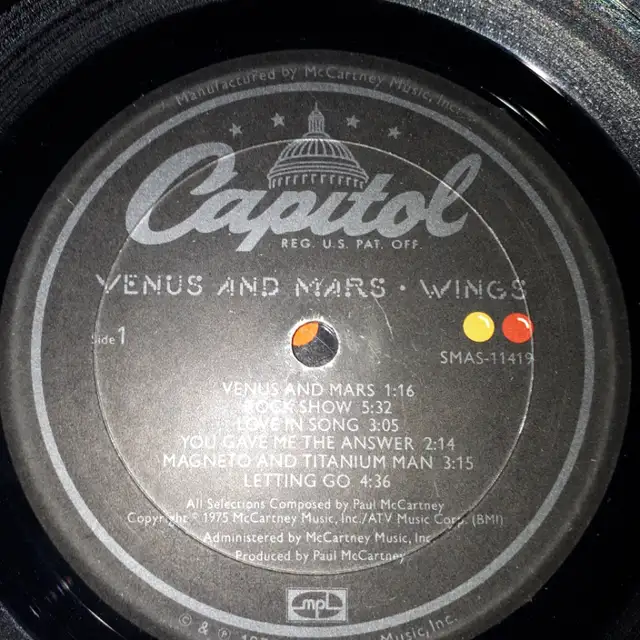 Manufactured by McCartney Music, Inc.
Capitol
REG. U.S. PAT. OFF.
VENUS AND MARS • WINGS
Side 1
SMAS-11419
VENUS AND MARS 1:16
ROCK SHOW 5:32
LOVE IN SONG 3:05
YOU GAVE ME THE ANSWER 2:14
MAGNETO AND TITANIUM MAN 3:15
LETTING GO 4:36
All Selections Composed by Paul McCartney
Copyright © 1975 McCartney Music, Inc./ATV Music Corp. (BMI)
Administered by McCartney Music, Inc.
Produced by Paul McCartney
mpl
© & ℗ Music, Inc.